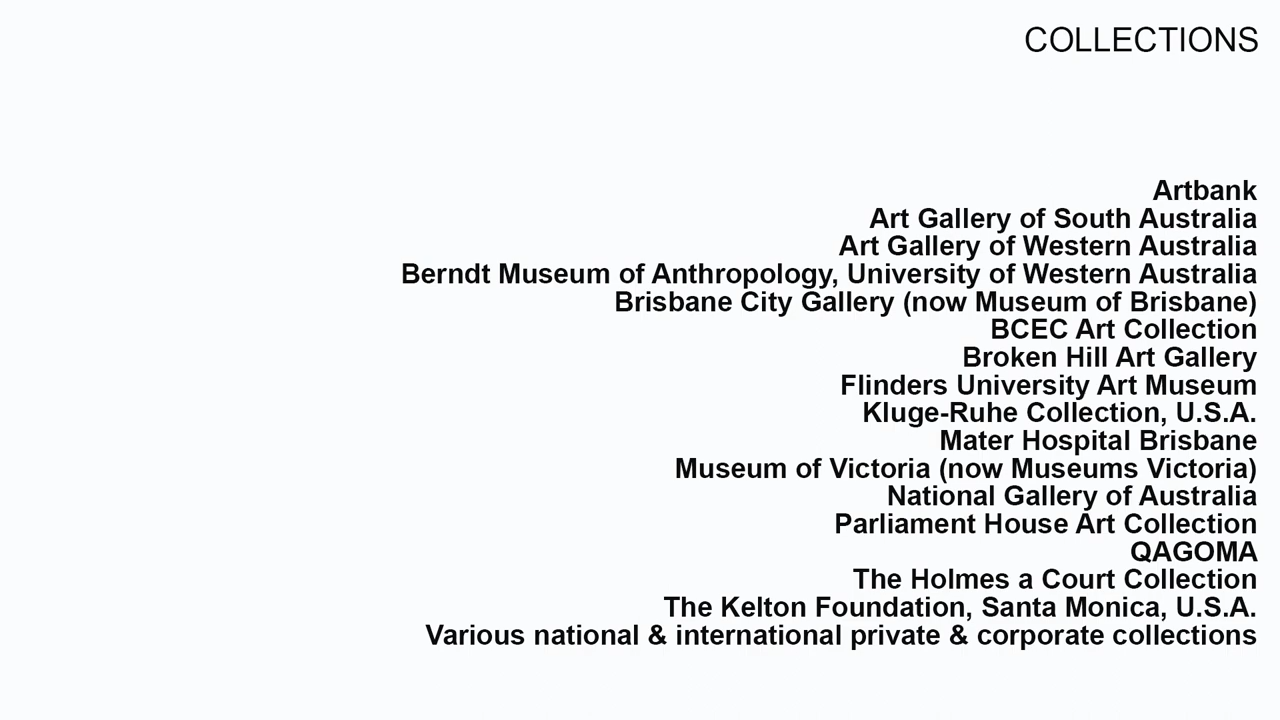 COLLECTIONS
Artbank
Art Gallery of South Australia
Art Gallery of Western Australia
Berndt Museum of Anthropology, University of Western Australia
Brisbane City Gallery (now Museum of Brisbane)
BCEC Art Collection
Broken Hill Art Gallery
Flinders University Art Museum
Kluge-Ruhe Collection, U.S.A.
Mater Hospital Brisbane
Museum of Victoria (now Museums Victoria)
National Gallery of Australia
Parliament House Art Collection
QAGOMA
The Holmes a Court Collection
The Kelton Foundation, Santa Monica, U.S.A.
Various national & international private & corporate collections